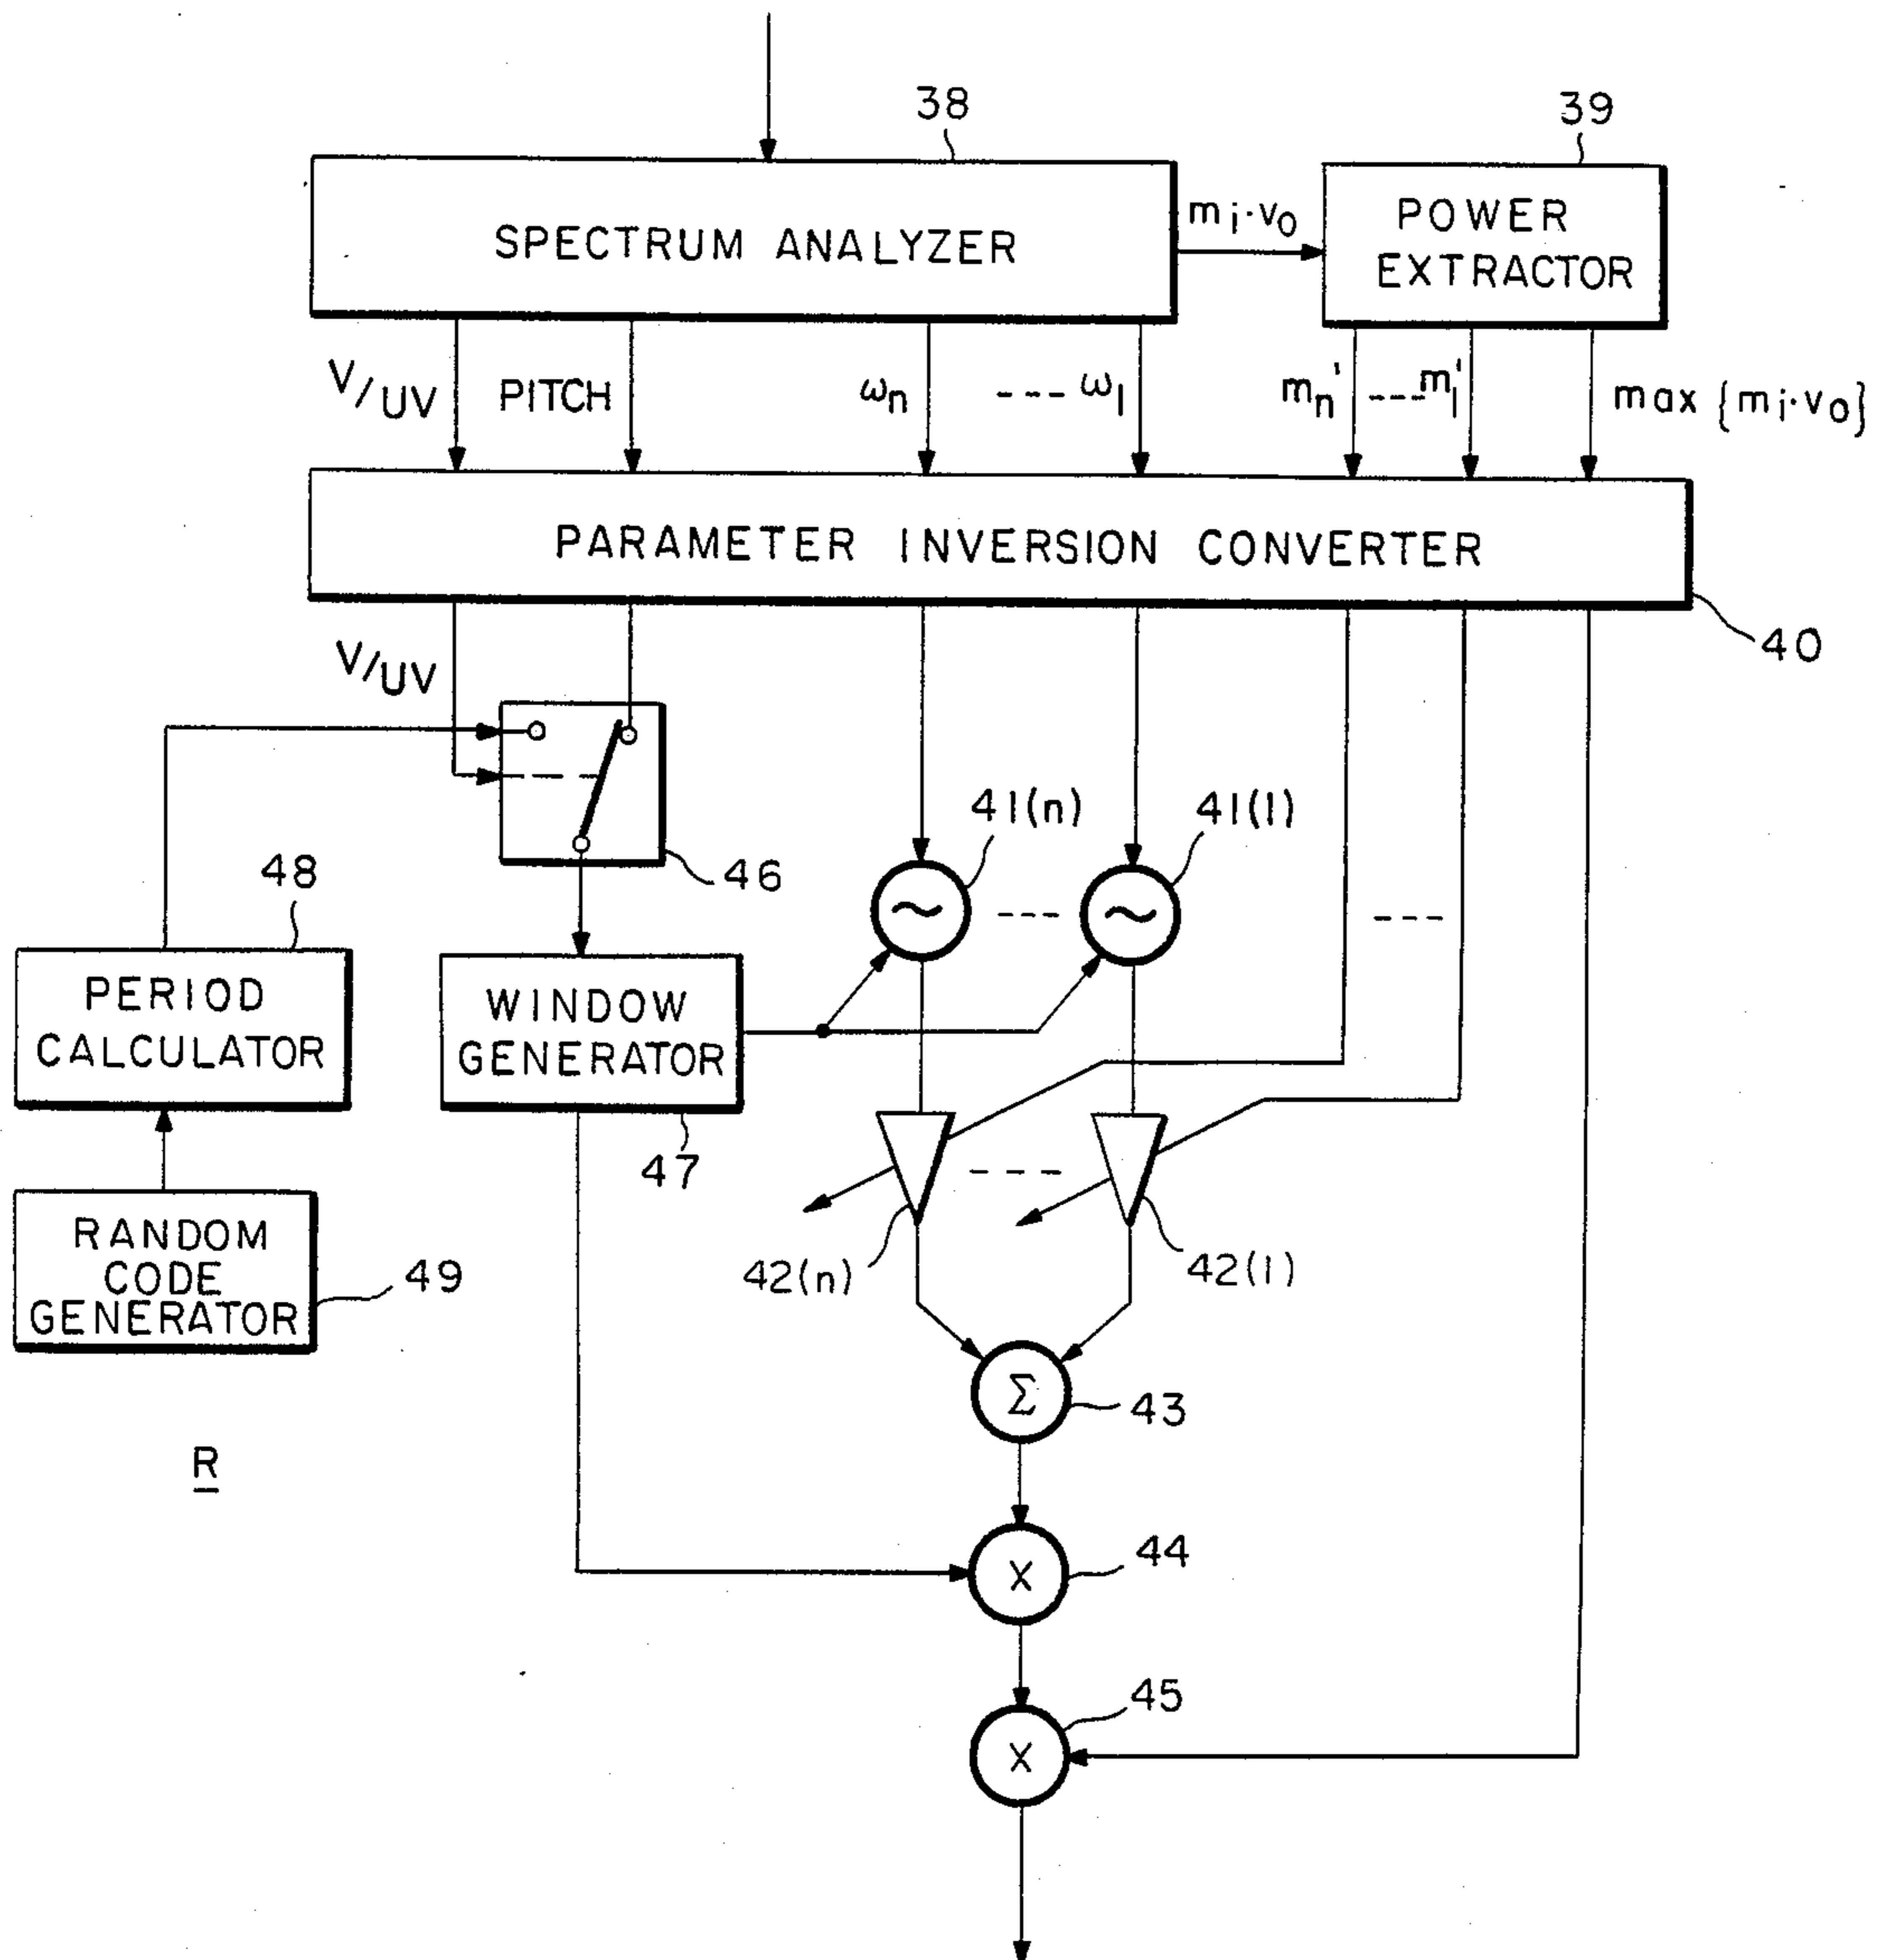 38
39
SPECTRUM ANALYZER
mi·v0
POWER
EXTRACTOR
V/UV
PITCH
ωn
--- ω1
mn' --- m1'
max {mi·v0}
PARAMETER INVERSION CONVERTER
40
V/UV
46
41(n)
41(1)
~
---
~
---
48
PERIOD
CALCULATOR
WINDOW
GENERATOR
47
---
42(n)
42(1)
RANDOM
CODE
GENERATOR
49
Σ
43
R
X
44
X
45